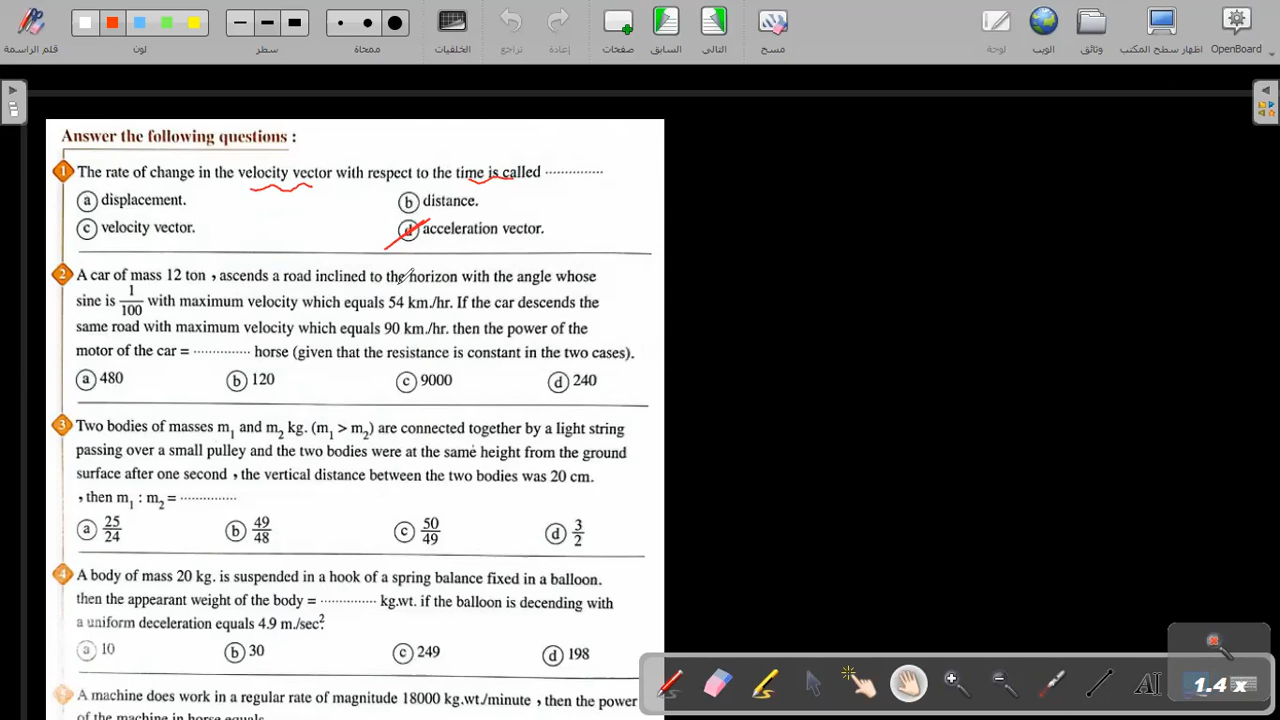 قلم الراسمة
لون
سطر
ممحاة
الخلفيات
تراجع
إعادة
صفحات
السابق
التالي
مسح
لوحة
الويب
وثائق
اظهار سطح المكتب
OpenBoard
Answer the following questions :
1 The rate of change in the velocity vector with respect to the time is called ..............
a displacement.
b distance.
c velocity vector.
d acceleration vector.
2 A car of mass 12 ton , ascends a road inclined to the horizon with the angle whose
sine is 1/100 with maximum velocity which equals 54 km./hr. If the car descends the
same road with maximum velocity which equals 90 km./hr. then the power of the
motor of the car = .............. horse (given that the resistance is constant in the two cases).
a 480
b 120
c 9000
d 240
3 Two bodies of masses m₁ and m₂ kg. (m₁ > m₂) are connected together by a light string
passing over a small pulley and the two bodies were at the same height from the ground
surface after one second , the vertical distance between the two bodies was 20 cm.
, then m₁ : m₂ = ..............
a 25/24
b 49/48
c 50/49
d 3/2
4 A body of mass 20 kg. is suspended in a hook of a spring balance fixed in a balloon.
then the appearant weight of the body = .............. kg.wt. if the balloon is decending with
a uniform deceleration equals 4.9 m./sec².
a 10
b 30
c 249
d 198
A machine does work in a regular rate of magnitude 18000 kg.wt./minute , then the power
of the machine in horse equals
1.4 x